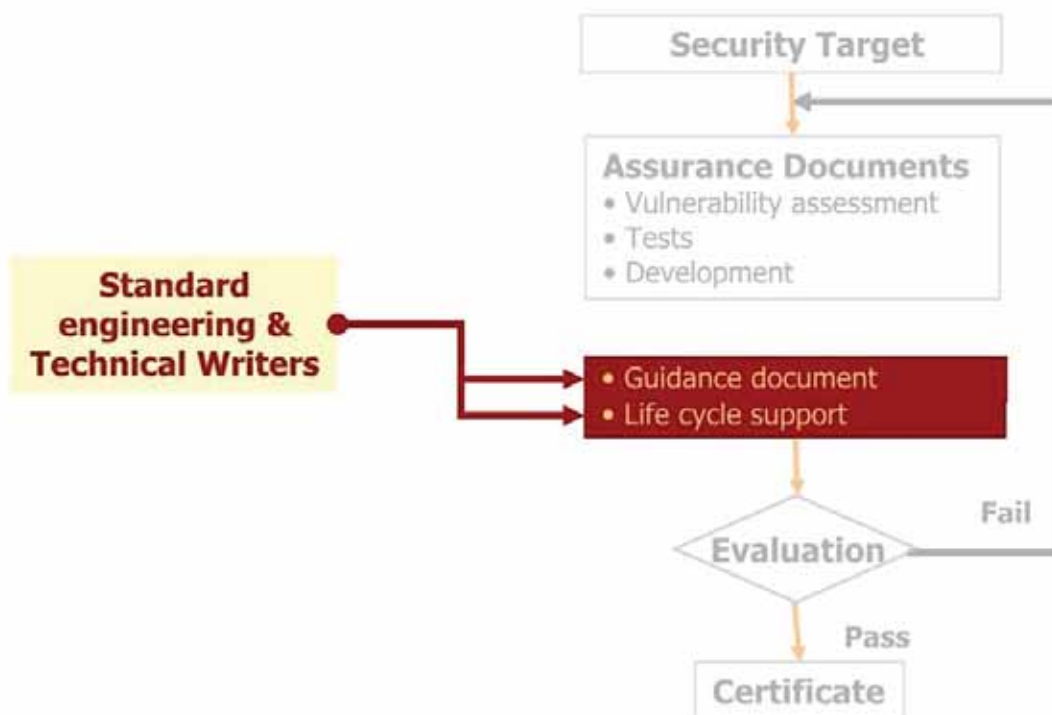 Security Target
Assurance Documents
• Vulnerability assessment
• Tests
• Development
Standard
engineering &
Technical Writers
• Guidance document
• Life cycle support
Fail
Evaluation
Pass
Certificate